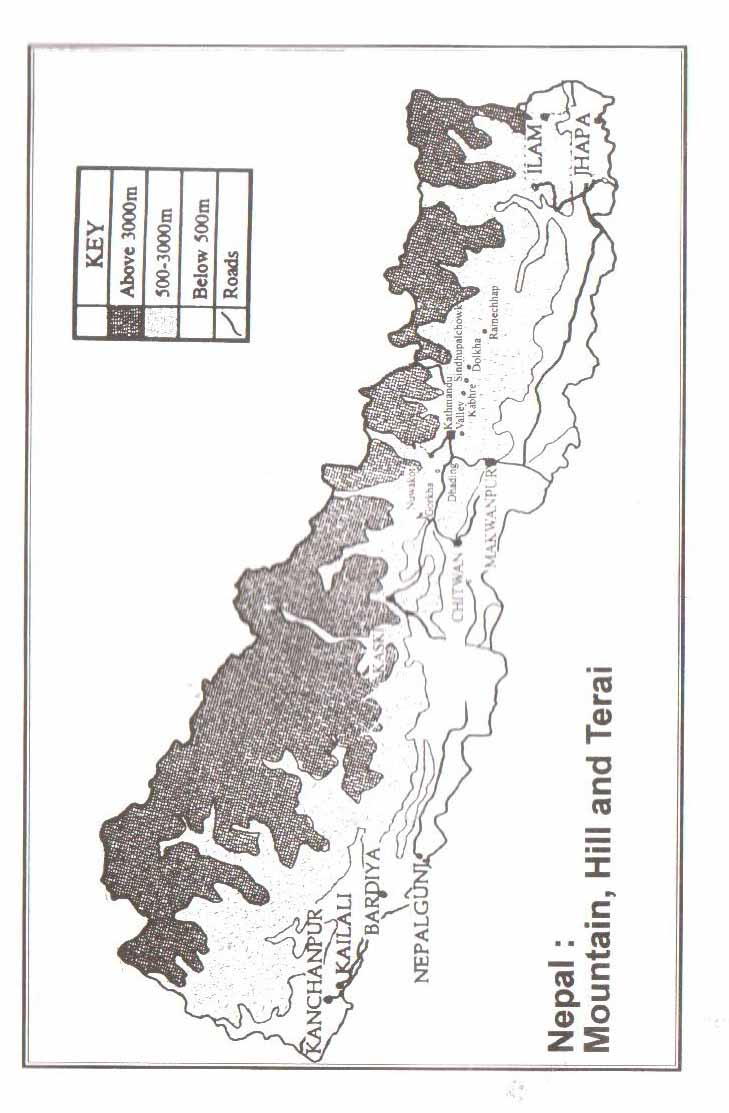 KEY
Above 3000m
500-3000m
Below 500m
Roads
KANCHANPUR
KAILALI
BARDIYA
NEPALGUNJ
KASKI
CHITWAN
MAKWANPUR
Nuwakot
Gorkha
Dhading
Kathmandu
Valley
Kabhre
Sindhupalchowk
Dolkha
Ramechhap
ILAM
JHAPA
Nepal :
Mountain, Hill and Terai